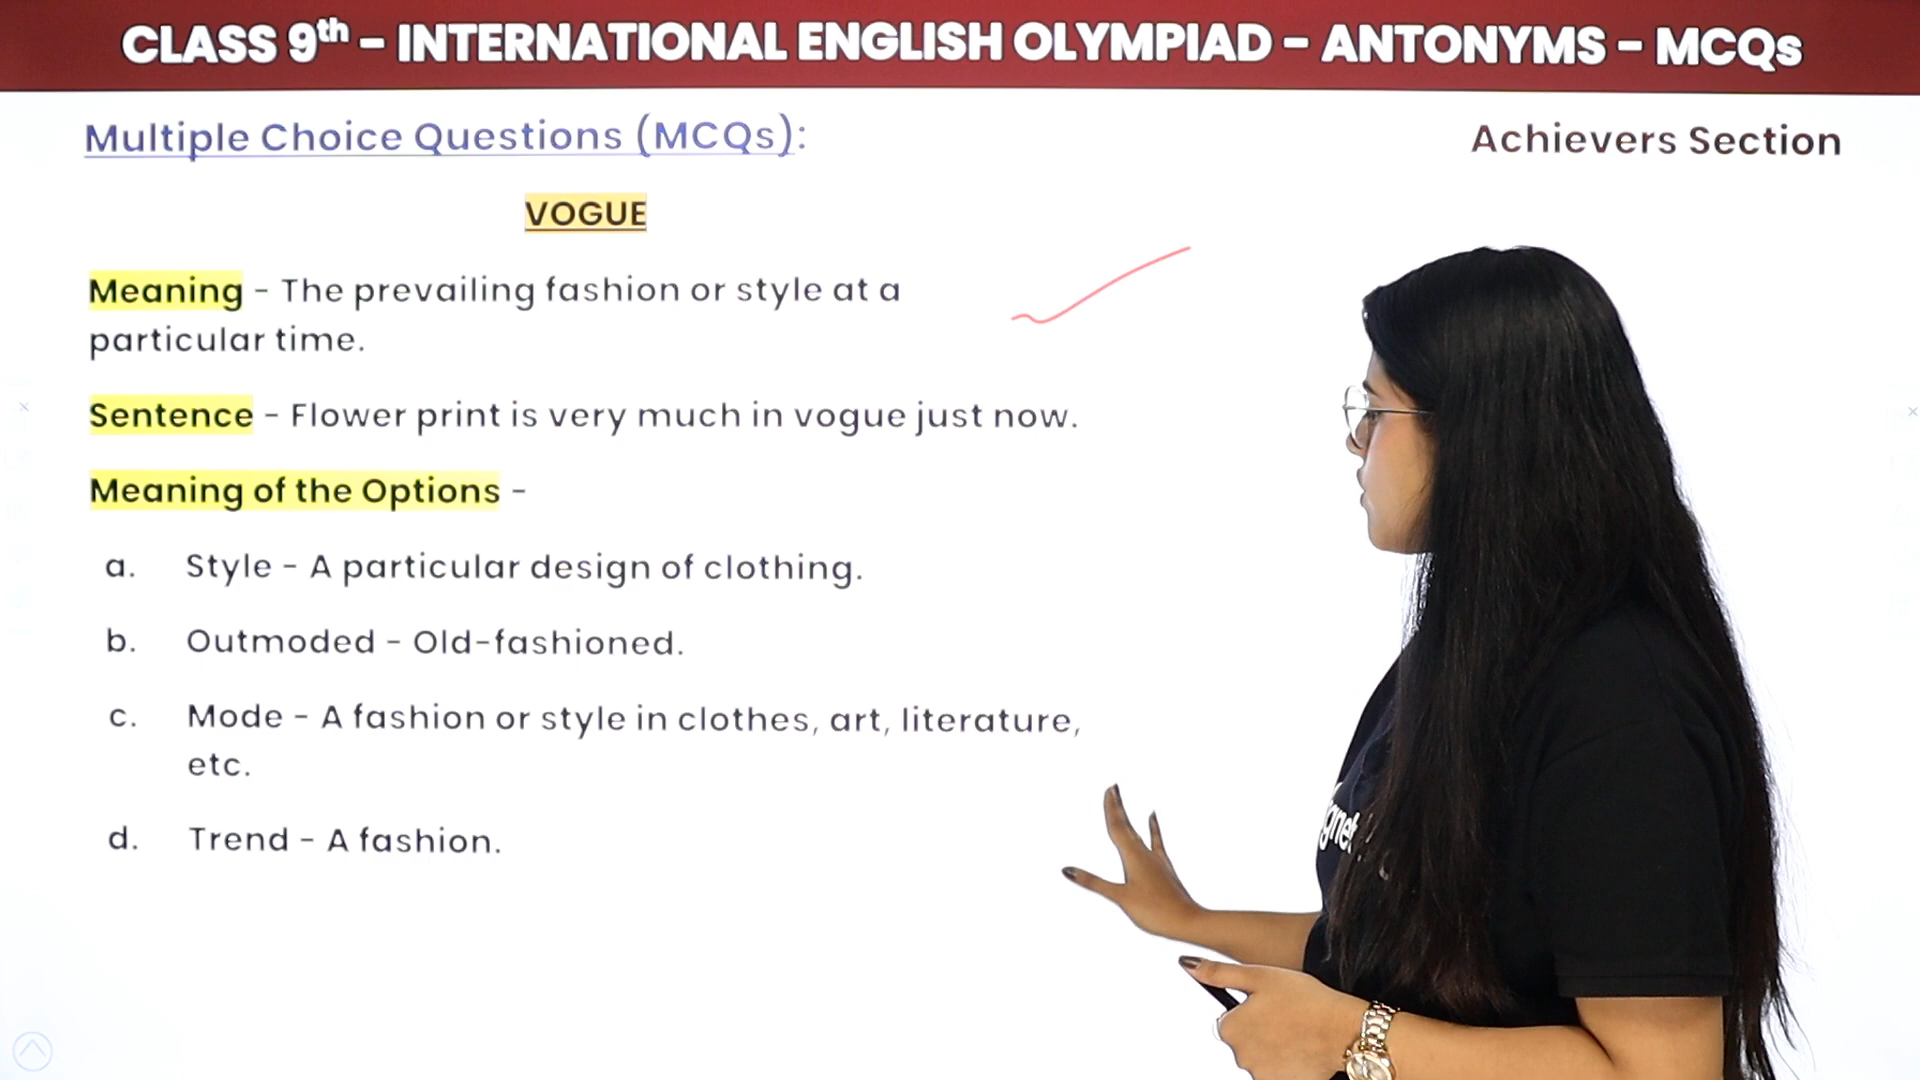 CLASS 9th - INTERNATIONAL ENGLISH OLYMPIAD - ANTONYMS - MCQs
Multiple Choice Questions (MCQs):
Achievers Section
VOGUE
Meaning - The prevailing fashion or style at a
particular time.
Sentence - Flower print is very much in vogue just now.
Meaning of the Options -
a. Style - A particular design of clothing.
b. Outmoded - Old-fashioned.
c. Mode - A fashion or style in clothes, art, literature,
etc.
d. Trend - A fashion.